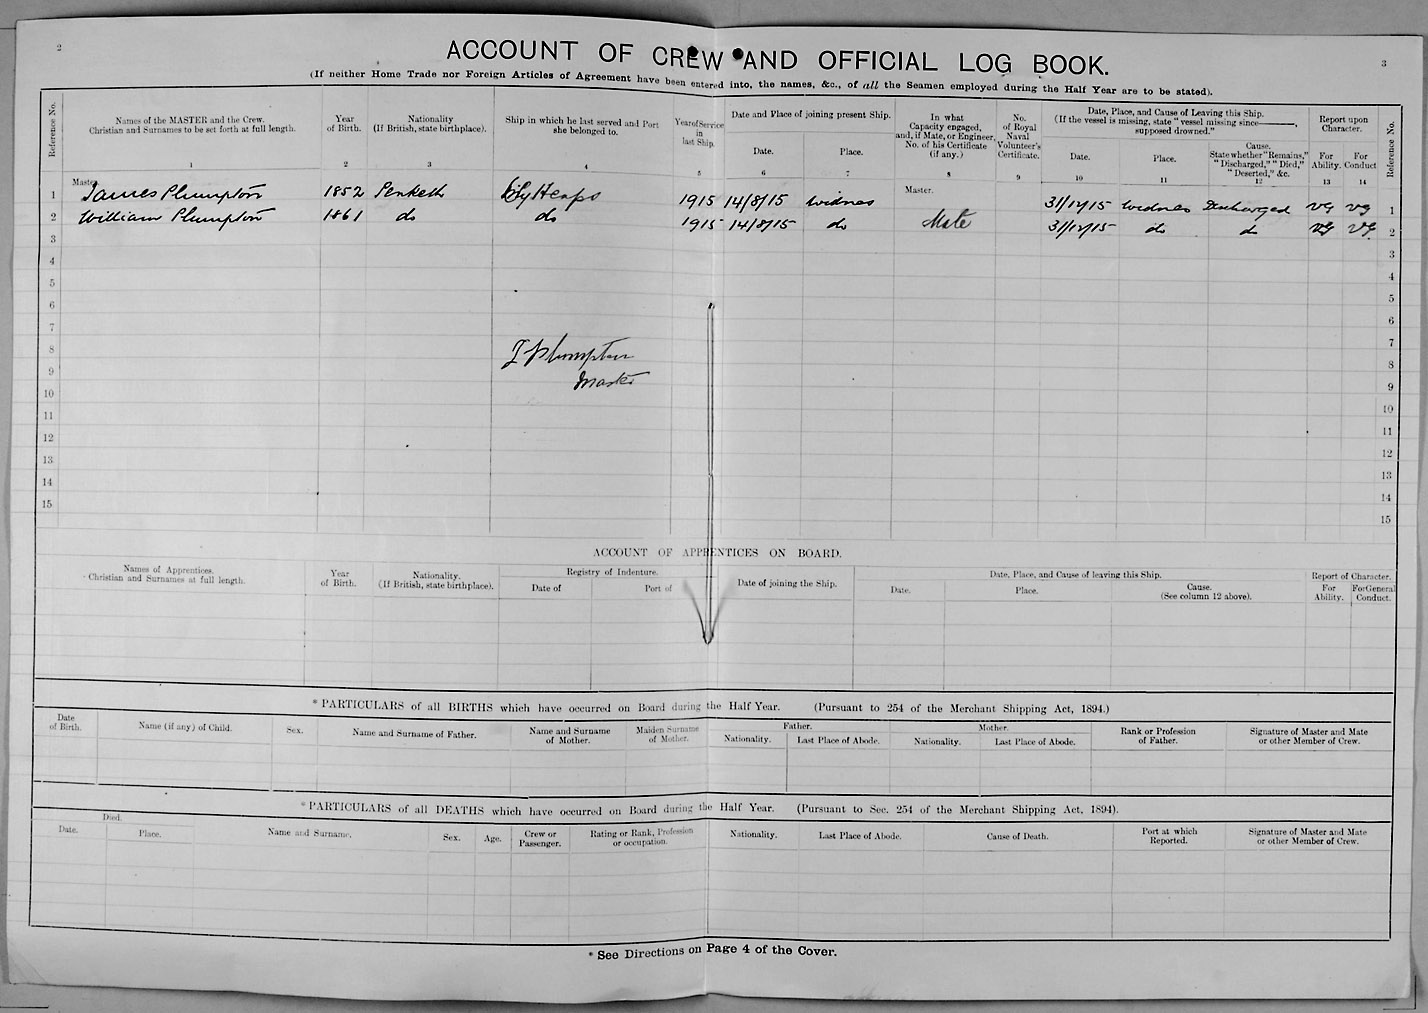 2
3
ACCOUNT OF CREW AND OFFICIAL LOG BOOK.
(If neither Home Trade nor Foreign Articles of Agreement have been entered into, the names, &c., of all the Seamen employed during the Half Year are to be stated).
Reference No.
Names of the MASTER and the Crew.
Christian and Surnames to be set forth at full length.
Year
of Birth.
Nationality
(If British, state birthplace).
Ship in which he last served and Port
she belonged to.
Year of Service
in
last Ship.
Date and Place of joining present Ship.
Date.
Place.
In what
Capacity engaged,
and, if Mate, or Engineer,
No. of his Certificate
(if any.)
No.
of Royal
Naval
Volunteer's
Certificate.
Date, Place, and Cause of Leaving this Ship.
(If the vessel is missing, state "vessel missing since———,
supposed drowned."
Date.
Place.
Cause.
State whether "Remains,"
"Discharged," "Died,"
"Deserted," &c.
Report upon
Character.
For
Ability.
For
Conduct
Reference No.
1 2 3 4 5 6 7 8 9 10 11 12 13 14
Master.
1 James Plumpton 1852 Penketh Heaps 1915 14/8/15 Widnes Master. 31/12/15 Widnes Discharged VG VG 1
2 William Plumpton 1861 do do 1915 14/8/15 do Mate 31/12/15 do do VG VG 2
3 3
4 4
5 5
6 6
7 7
8 J Plumpton 8
9 Master 9
10 10
11 11
12 12
13 13
14 14
15 15
ACCOUNT OF APPRENTICES ON BOARD.
Names of Apprentices.
Christian and Surnames at full length.
Year
of Birth.
Nationality.
(If British, state birthplace).
Registry of Indenture.
Date of
Port of
Date of joining the Ship.
Date, Place, and Cause of leaving this Ship.
Date.
Place.
Cause.
(See column 12 above).
Report of Character.
For
Ability.
For General
Conduct.
* PARTICULARS of all BIRTHS which have occurred on Board during the Half Year. (Pursuant to 254 of the Merchant Shipping Act, 1894.)
Date
of Birth.
Name (if any) of Child.
Sex.
Name and Surname of Father.
Name and Surname
of Mother.
Maiden Surname
of Mother.
Father.
Nationality.
Last Place of Abode.
Mother.
Nationality.
Last Place of Abode.
Rank or Profession
of Father.
Signature of Master and Mate
or other Member of Crew.
* PARTICULARS of all DEATHS which have occurred on Board during the Half Year. (Pursuant to Sec. 254 of the Merchant Shipping Act, 1894).
Died.
Date.
Place.
Name and Surname.
Sex.
Age.
Crew or
Passenger.
Rating or Rank, Profession
or occupation.
Nationality.
Last Place of Abode.
Cause of Death.
Port at which
Reported.
Signature of Master and Mate
or other Member of Crew.
* See Directions on Page 4 of the Cover.